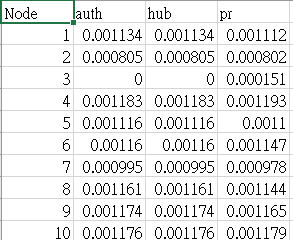 Node auth hub pr
1 0.001134 0.001134 0.001112
2 0.000805 0.000805 0.000802
3 0 0 0.000151
4 0.001183 0.001183 0.001193
5 0.001116 0.001116 0.0011
6 0.00116 0.00116 0.001147
7 0.000995 0.000995 0.000978
8 0.001161 0.001161 0.001144
9 0.001174 0.001174 0.001165
10 0.001176 0.001176 0.001179